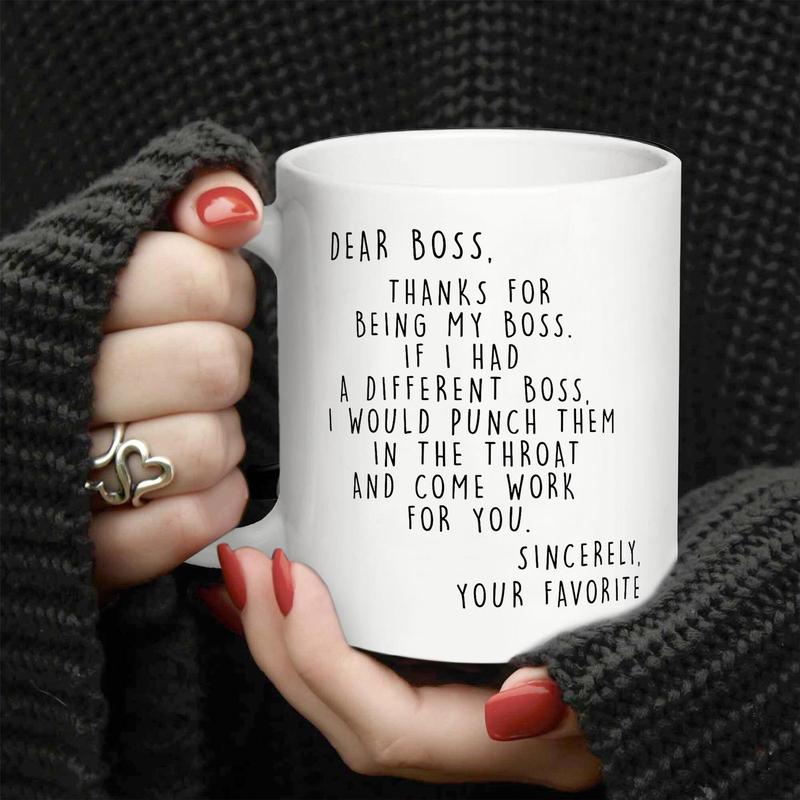 DEAR BOSS,
THANKS FOR
BEING MY BOSS.
IF I HAD
A DIFFERENT BOSS,
I WOULD PUNCH THEM
IN THE THROAT
AND COME WORK
FOR YOU.
SINCERELY,
YOUR FAVORITE